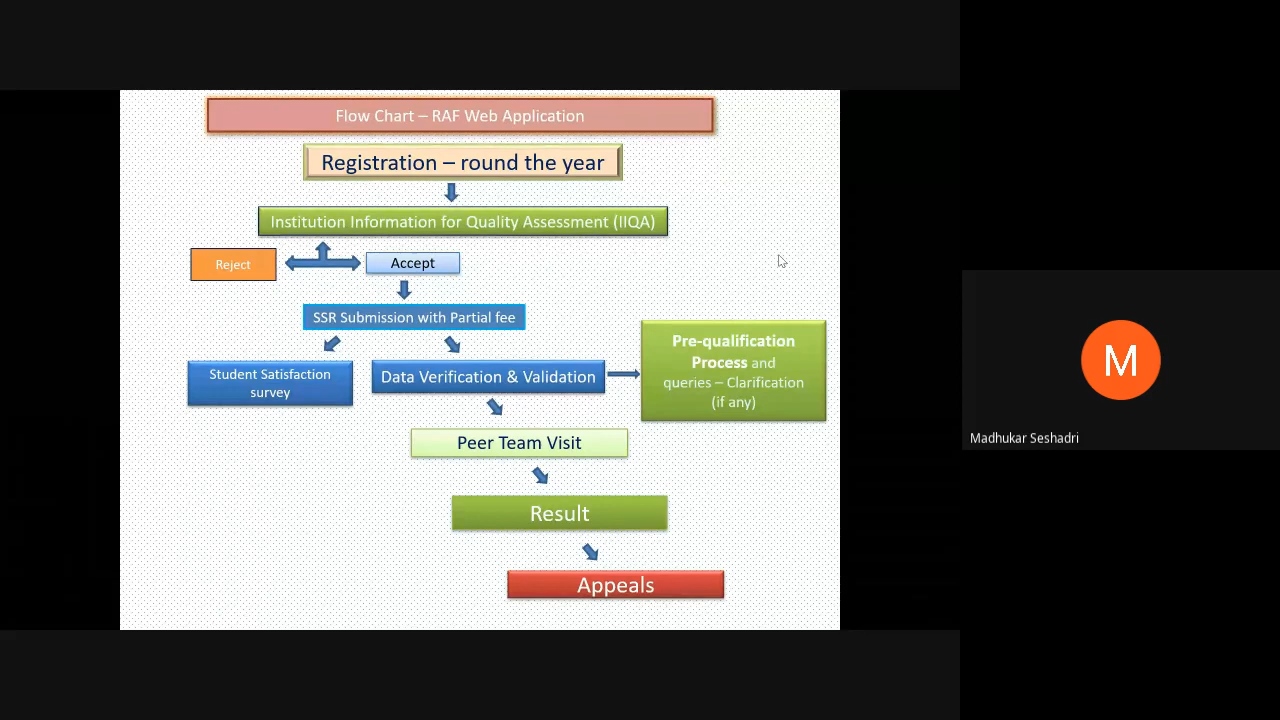 Flow Chart – RAF Web Application
Registration – round the year
Institution Information for Quality Assessment (IIQA)
Reject
Accept
SSR Submission with Partial fee
Student Satisfaction
survey
Data Verification & Validation
Pre-qualification
Process and
queries – Clarification
(if any)
Peer Team Visit
Result
Appeals
M
Madhukar Seshadri